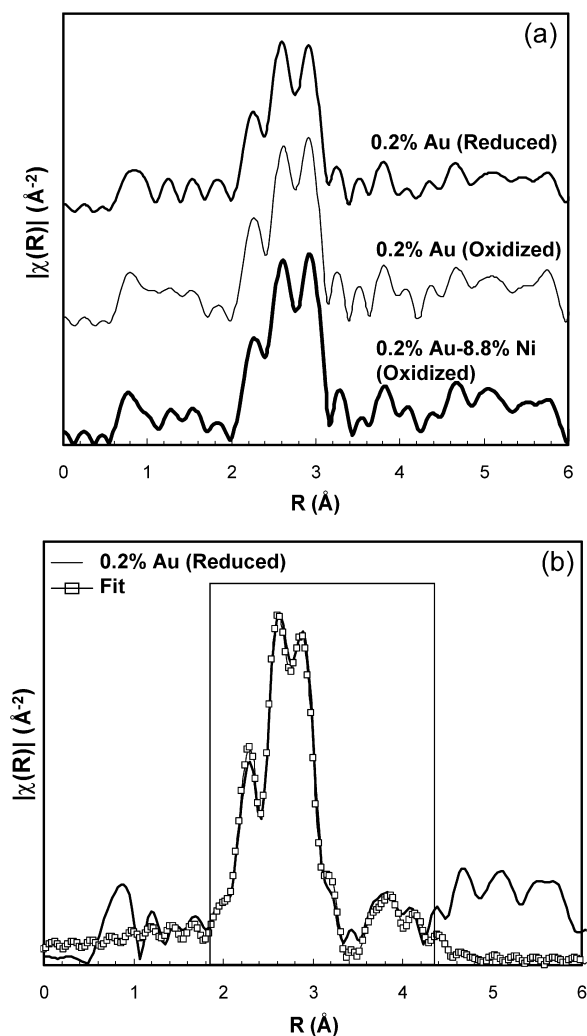 (a)
|χ(R)| (Å-2)
0.2% Au (Reduced)
0.2% Au (Oxidized)
0.2% Au-8.8% Ni
(Oxidized)
0 1 2 3 4 5 6
R (Å)
(b)
0.2% Au (Reduced)
Fit
|χ(R)| (Å-2)
0 1 2 3 4 5 6
R (Å)